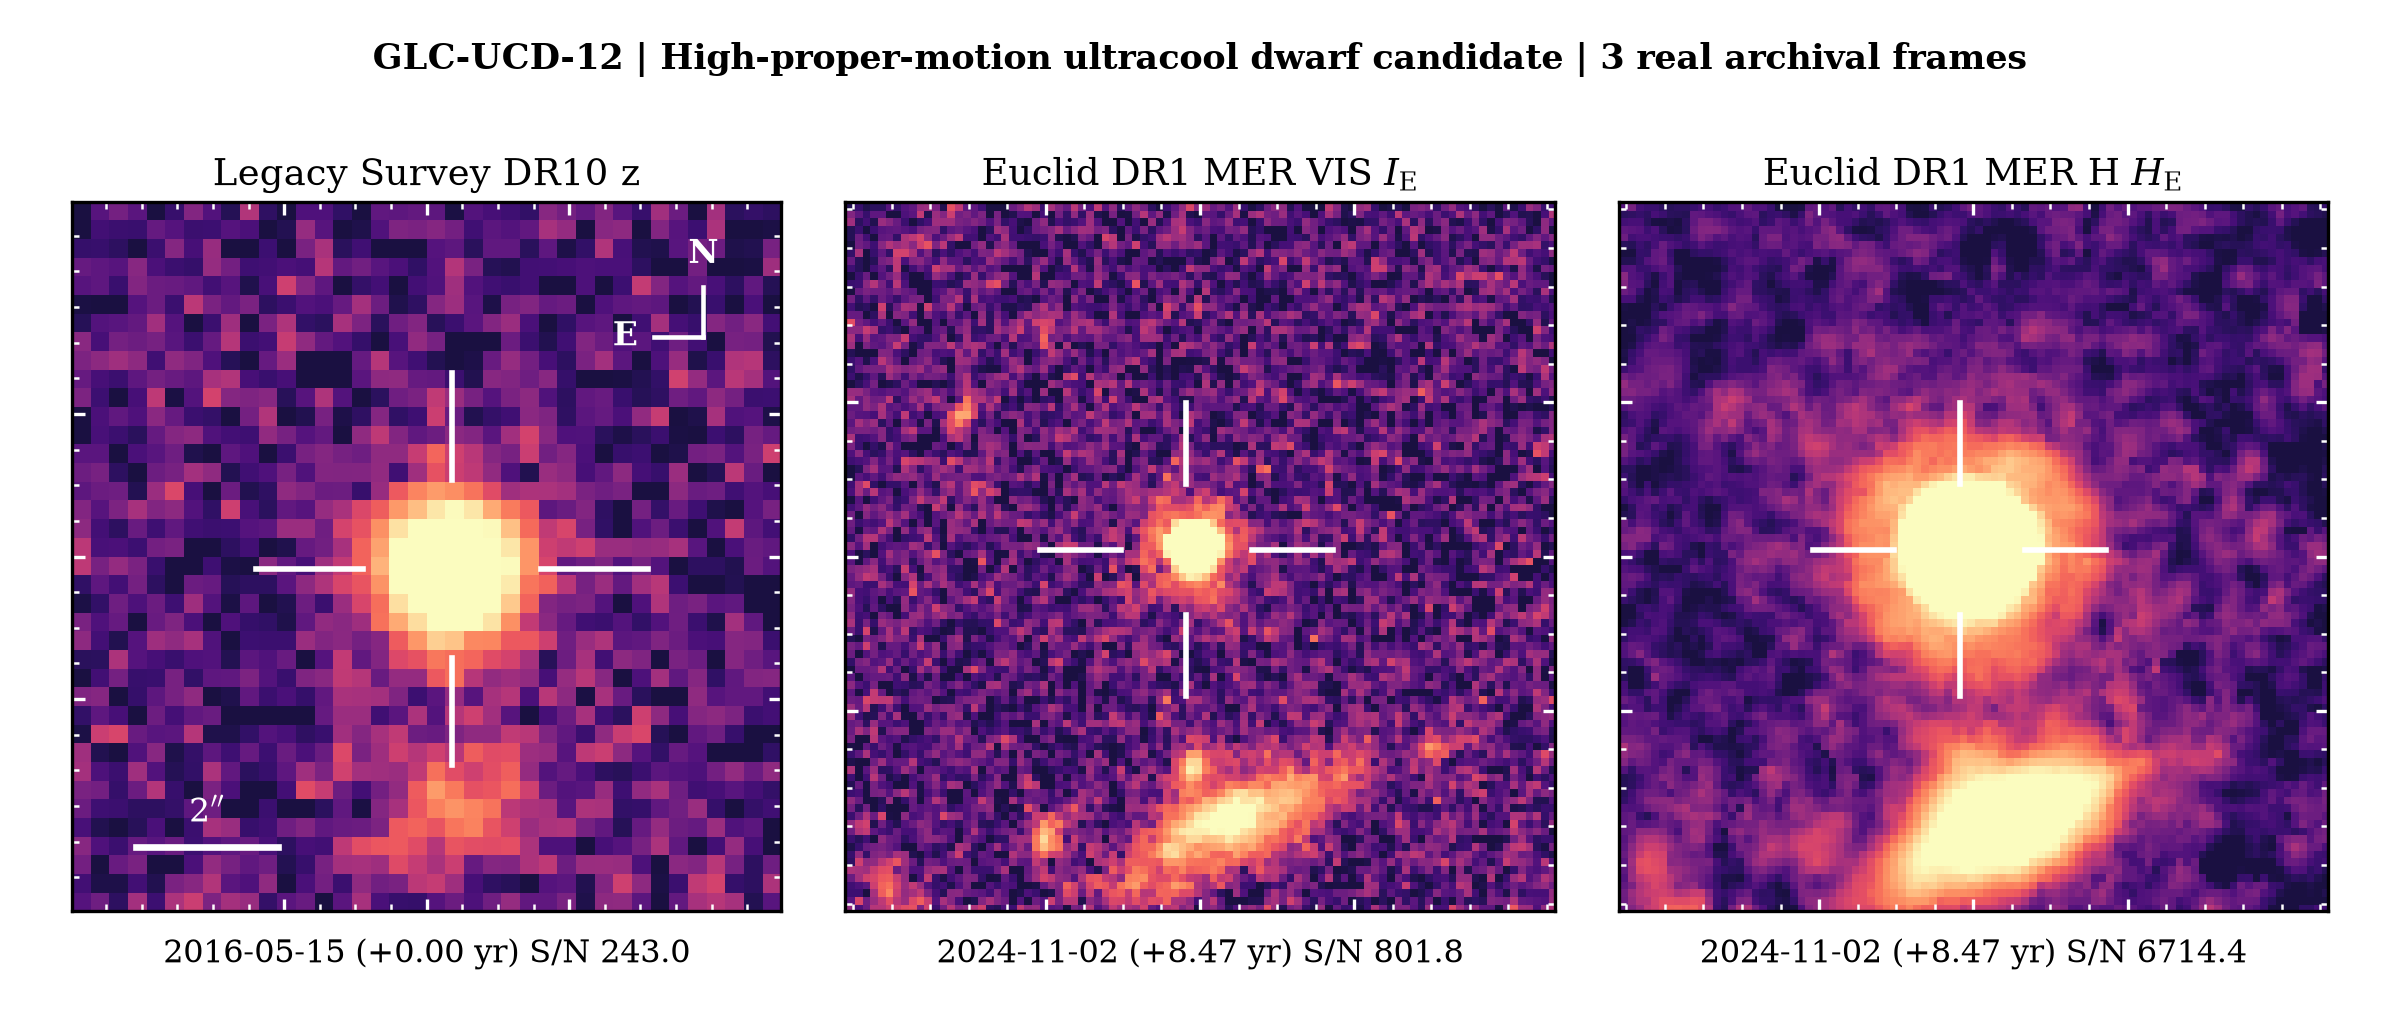 GLC-UCD-12 | High-proper-motion ultracool dwarf candidate | 3 real archival frames
Legacy Survey DR10 z
Euclid DR1 MER VIS I_E
Euclid DR1 MER H H_E
N
E
2″
2016-05-15 (+0.00 yr) S/N 243.0
2024-11-02 (+8.47 yr) S/N 801.8
2024-11-02 (+8.47 yr) S/N 6714.4